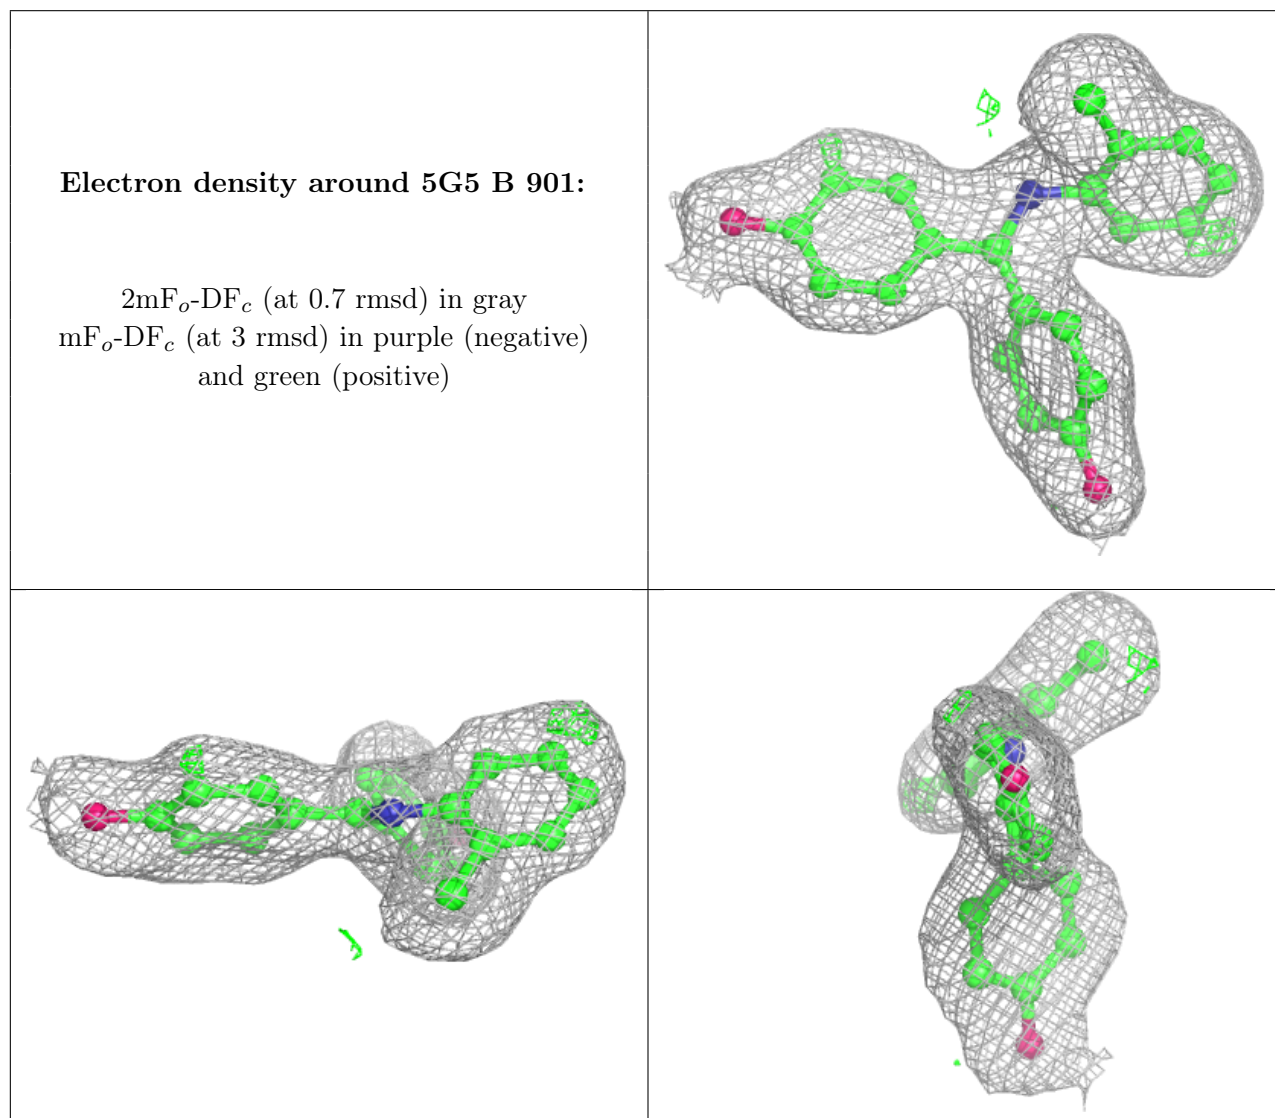 Electron density around 5G5 B 901:
2mFₒ-DF𝒸 (at 0.7 rmsd) in gray
mFₒ-DF𝒸 (at 3 rmsd) in purple (negative)
and green (positive)